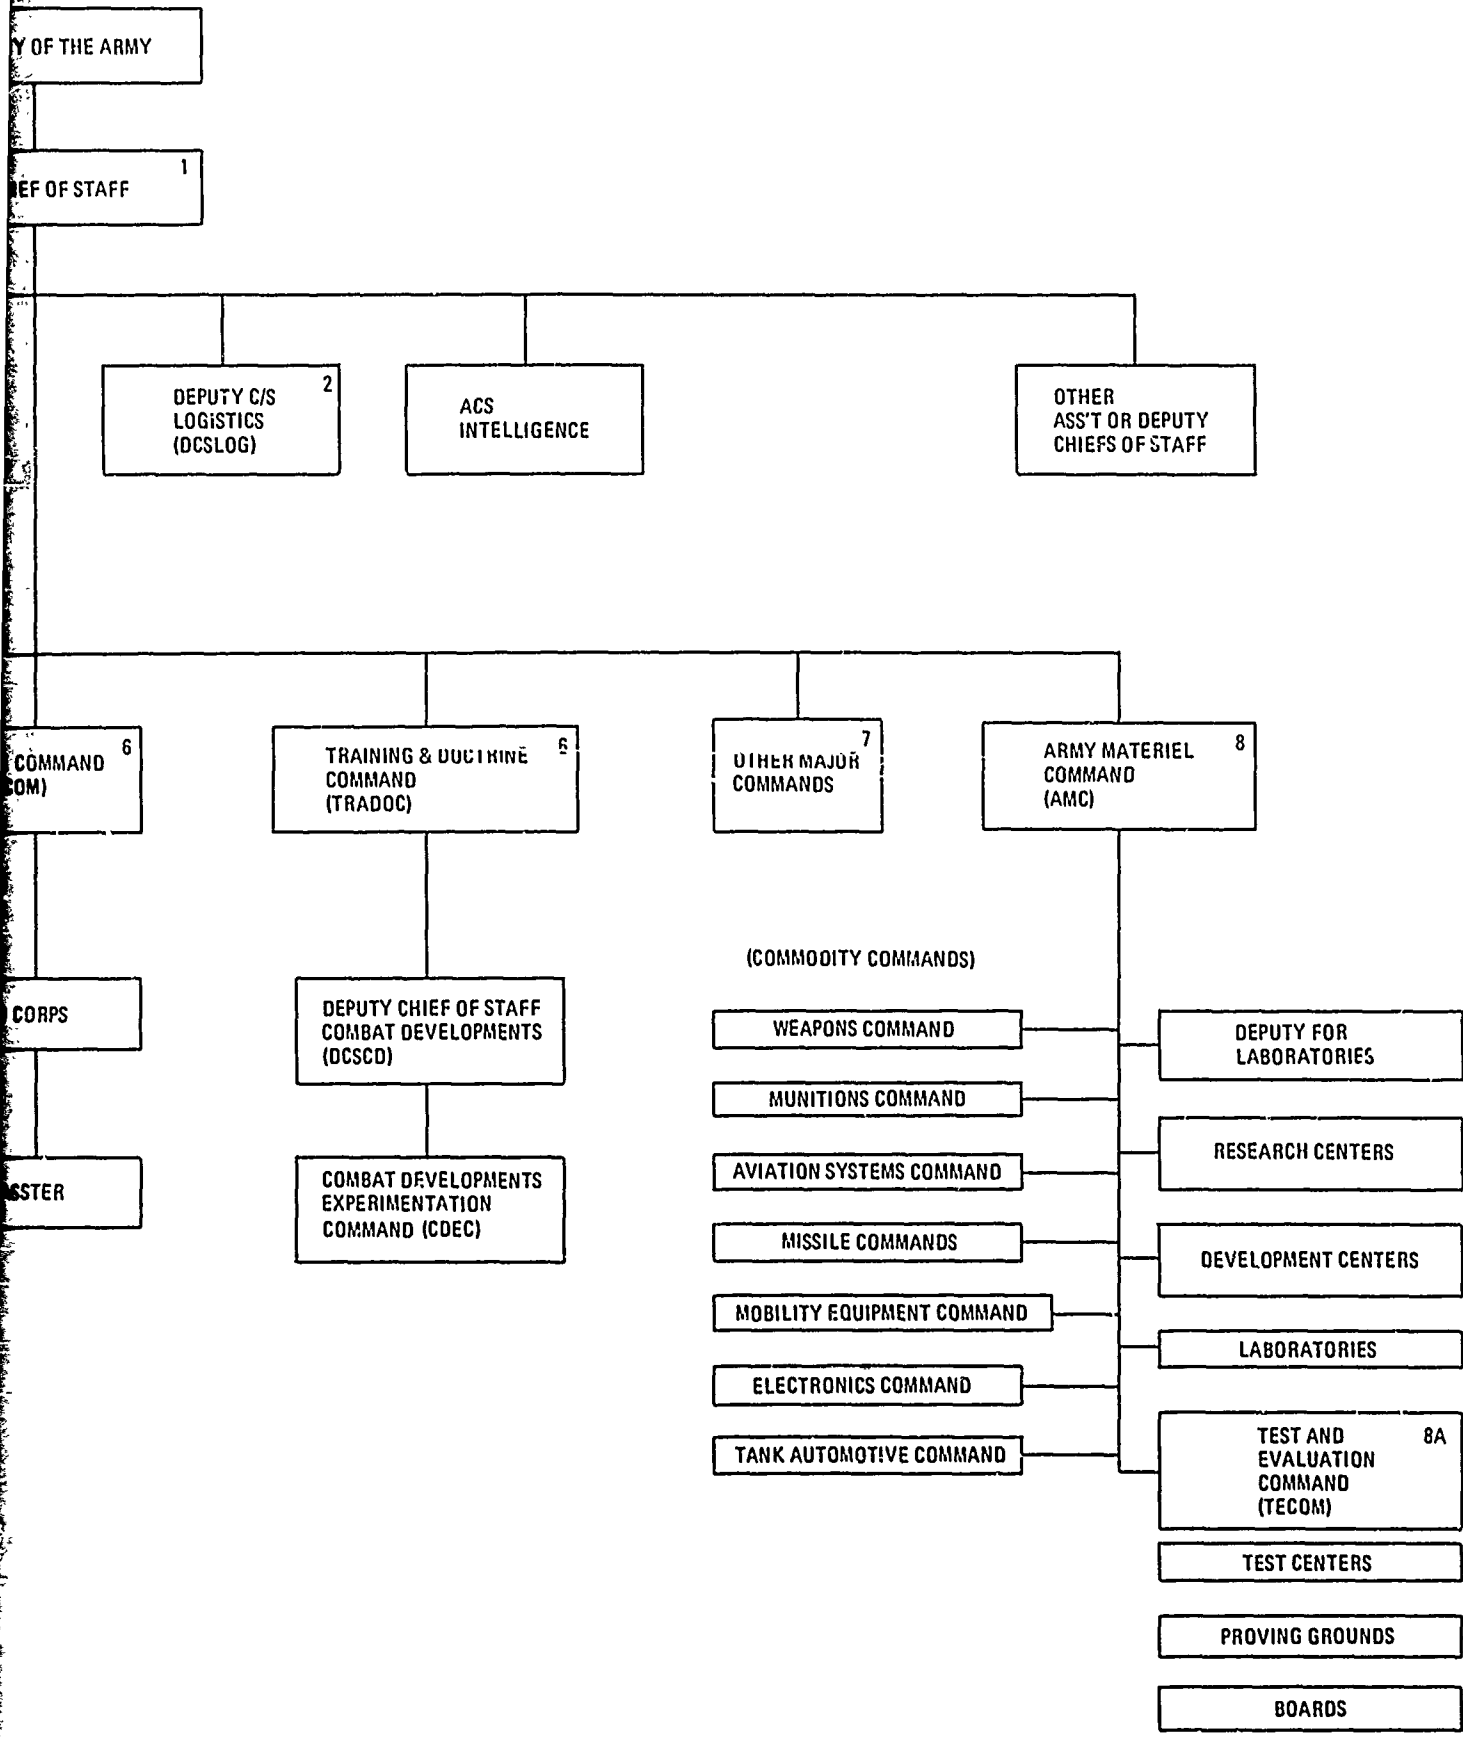 Y OF THE ARMY
1
EF OF STAFF
2
DEPUTY C/S
LOGISTICS
(DCSLOG)
ACS
INTELLIGENCE
OTHER
ASS'T OR DEPUTY
CHIEFS OF STAFF
6
COMMAND
COM)
6
TRAINING & DOCTRINE
COMMAND
(TRADOC)
7
OTHER MAJOR
COMMANDS
8
ARMY MATERIEL
COMMAND
(AMC)
CORPS
DEPUTY CHIEF OF STAFF
COMBAT DEVELOPMENTS
(DCSCD)
SSTER
COMBAT DEVELOPMENTS
EXPERIMENTATION
COMMAND (CDEC)
(COMMODITY COMMANDS)
WEAPONS COMMAND
MUNITIONS COMMAND
AVIATION SYSTEMS COMMAND
MISSILE COMMANDS
MOBILITY EQUIPMENT COMMAND
ELECTRONICS COMMAND
TANK AUTOMOTIVE COMMAND
DEPUTY FOR
LABORATORIES
RESEARCH CENTERS
DEVELOPMENT CENTERS
LABORATORIES
8A
TEST AND
EVALUATION
COMMAND
(TECOM)
TEST CENTERS
PROVING GROUNDS
BOARDS